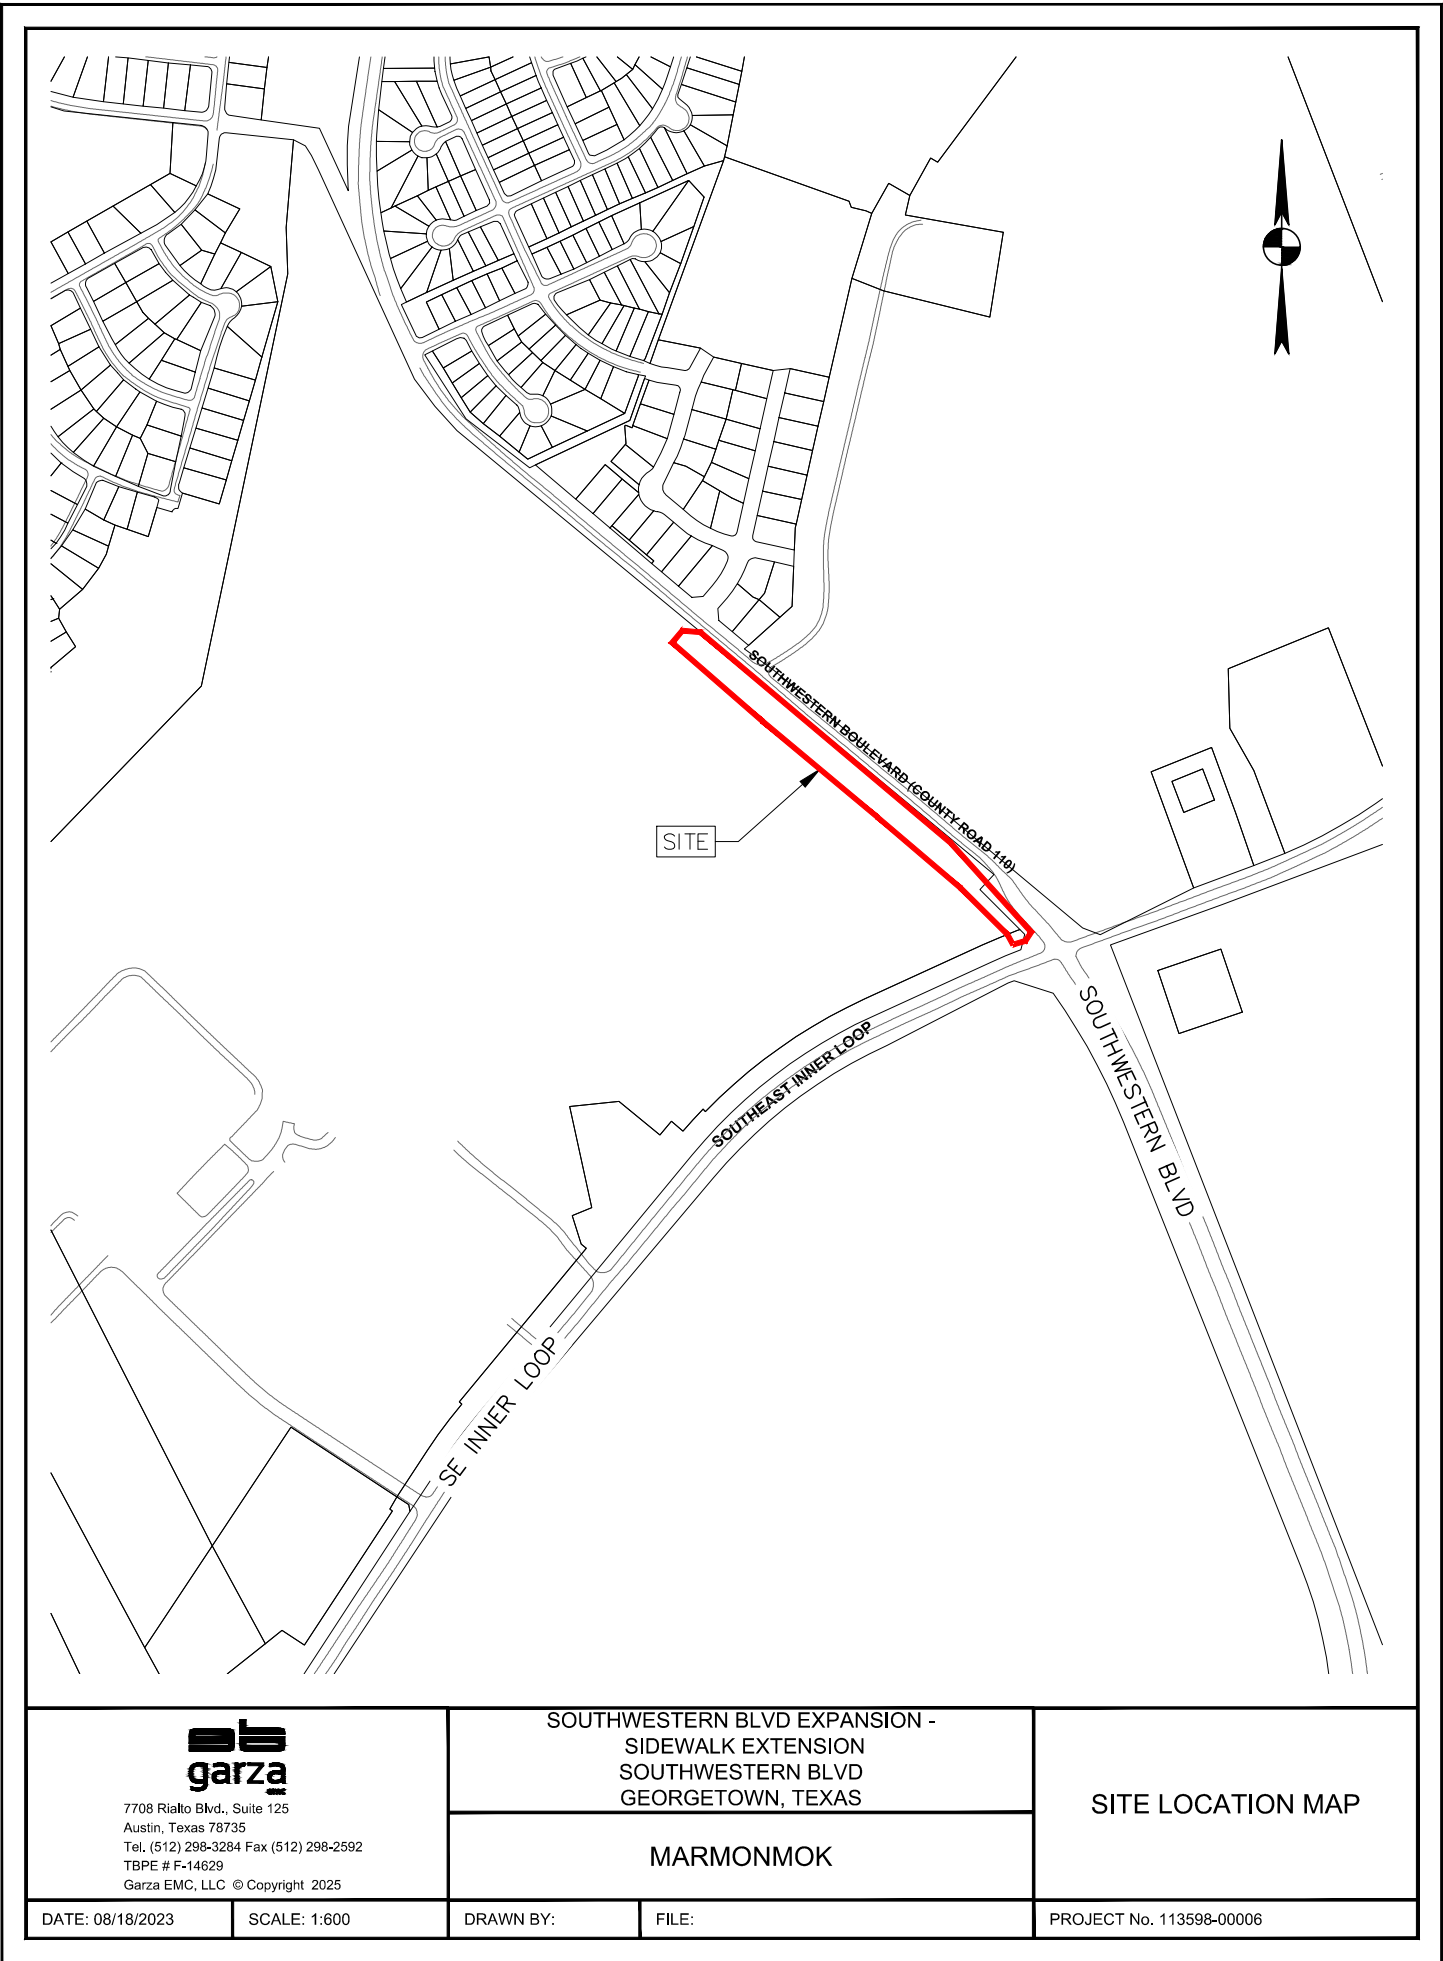 SOUTHWESTERN BOULEVARD (COUNTY ROAD 110)
SITE
SOUTHEAST INNER LOOP
SOUTHWESTERN BLVD
SE INNER LOOP
garza
7708 Rialto Blvd., Suite 125
Austin, Texas 78735
Tel. (512) 298-3284 Fax (512) 298-2592
TBPE # F-14629
Garza EMC, LLC © Copyright 2025
SOUTHWESTERN BLVD EXPANSION -
SIDEWALK EXTENSION
SOUTHWESTERN BLVD
GEORGETOWN, TEXAS
MARMONMOK
SITE LOCATION MAP
DATE: 08/18/2023
SCALE: 1:600
DRAWN BY:
FILE:
PROJECT No. 113598-00006